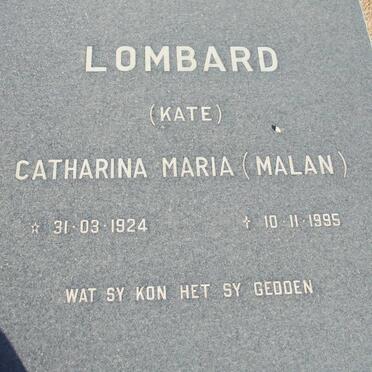 LOMBARD
(KATE)
CATHARINA MARIA (MALAN)
☆ 31·03·1924 ✝ 10·11·1995
WAT SY KON HET SY GEDOEN